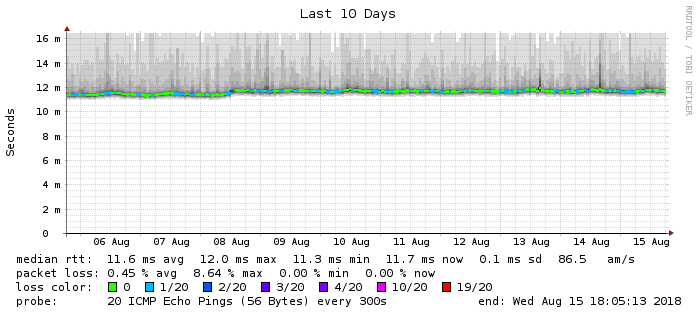 Last 10 Days
RRDTOOL / TOBI OETIKER
Seconds
16 m
14 m
12 m
10 m
8 m
6 m
4 m
2 m
0
06 Aug 07 Aug 08 Aug 09 Aug 10 Aug 11 Aug 12 Aug 13 Aug 14 Aug 15 Aug
median rtt: 11.6 ms avg 12.0 ms max 11.3 ms min 11.7 ms now 0.1 ms sd 86.5 am/s
packet loss: 0.45 % avg 8.64 % max 0.00 % min 0.00 % now
loss color: 0 1/20 2/20 3/20 4/20 10/20 19/20
probe: 20 ICMP Echo Pings (56 Bytes) every 300s end: Wed Aug 15 18:05:13 2018